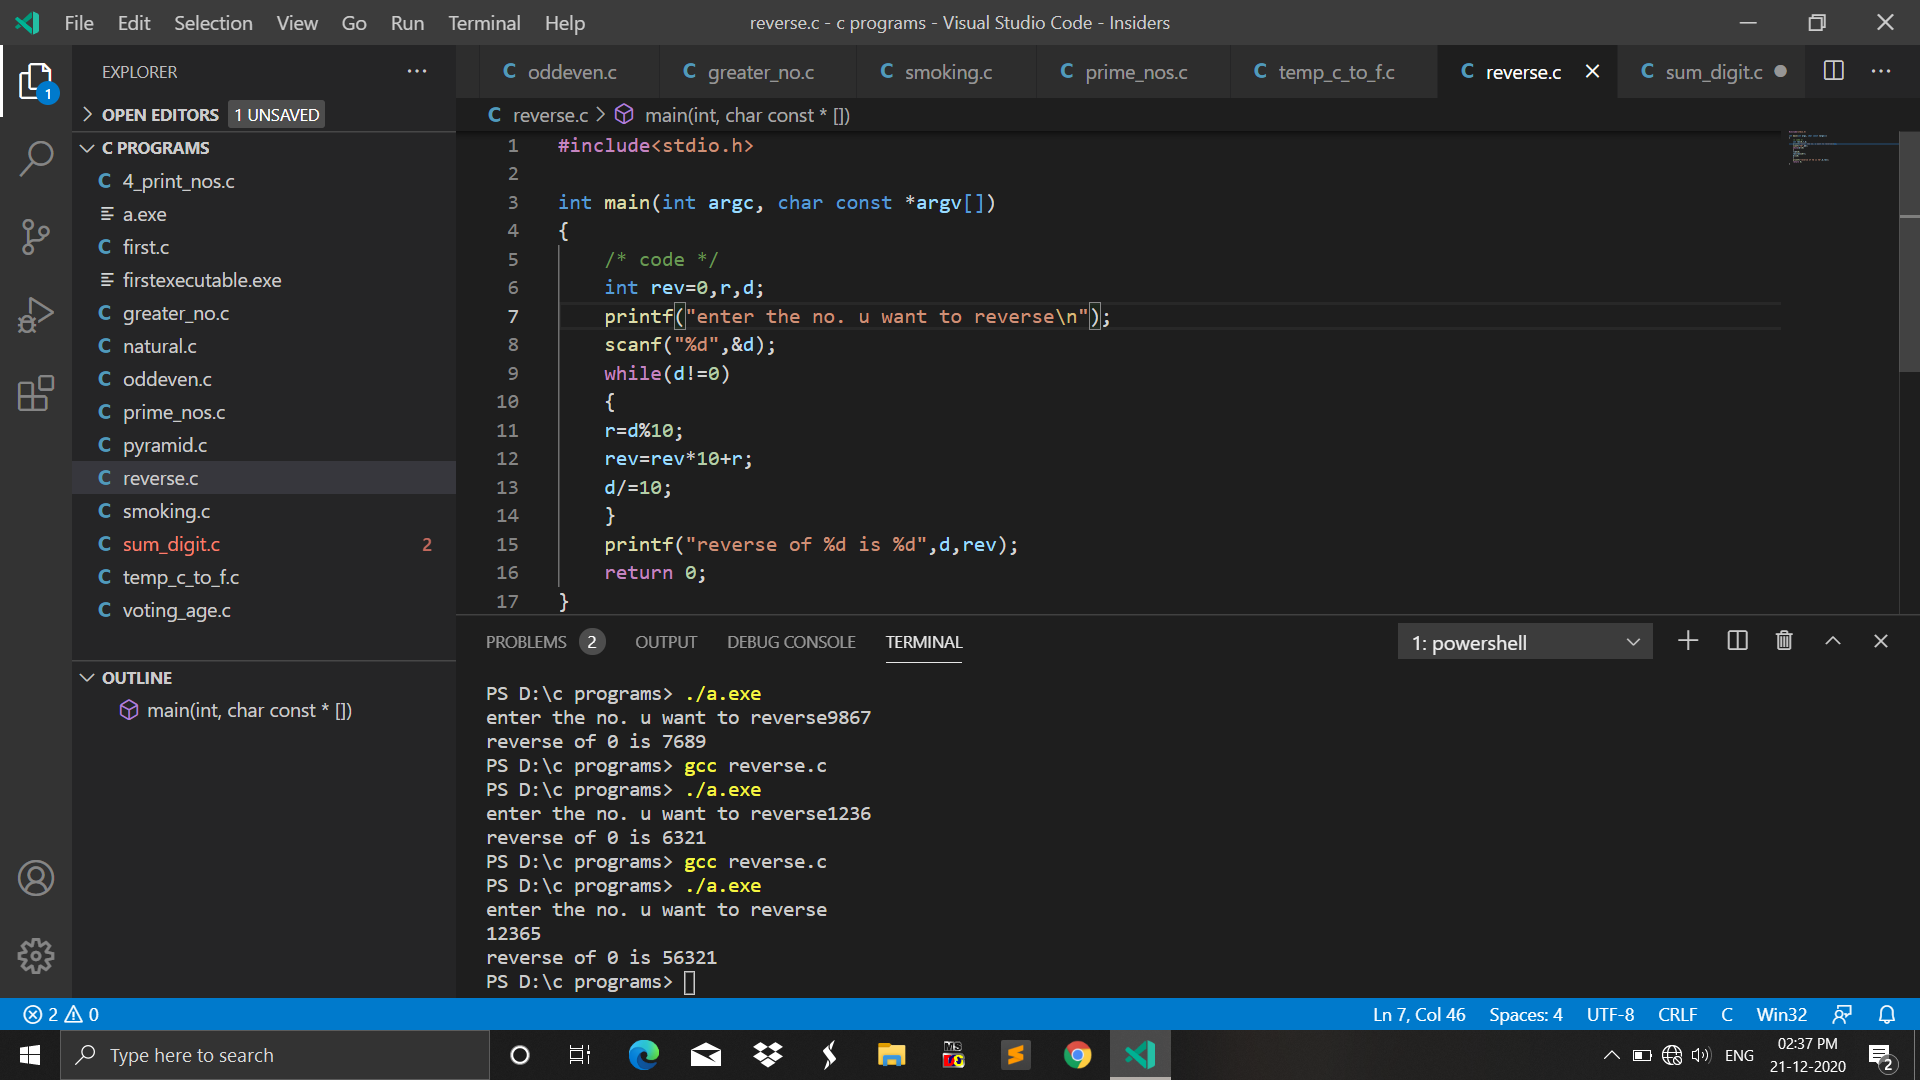 File Edit Selection View Go Run Terminal Help
reverse.c - c programs - Visual Studio Code - Insiders
EXPLORER
1
OPEN EDITORS 1 UNSAVED
C PROGRAMS
C 4_print_nos.c
a.exe
C first.c
firstexecutable.exe
C greater_no.c
C natural.c
C oddeven.c
C prime_nos.c
C pyramid.c
C reverse.c
C smoking.c
C sum_digit.c 2
C temp_c_to_f.c
C voting_age.c
OUTLINE
main(int, char const * [])
C oddeven.c C greater_no.c C smoking.c C prime_nos.c C temp_c_to_f.c C reverse.c C sum_digit.c
C reverse.c > main(int, char const * [])
1 #include<stdio.h>
2
3 int main(int argc, char const *argv[])
4 {
5 /* code */
6 int rev=0,r,d;
7 printf("enter the no. u want to reverse\n");
8 scanf("%d",&d);
9 while(d!=0)
10 {
11 r=d%10;
12 rev=rev*10+r;
13 d/=10;
14 }
15 printf("reverse of %d is %d",d,rev);
16 return 0;
17 }
PROBLEMS 2 OUTPUT DEBUG CONSOLE TERMINAL
1: powershell
PS D:\c programs> ./a.exe
enter the no. u want to reverse9867
reverse of 0 is 7689
PS D:\c programs> gcc reverse.c
PS D:\c programs> ./a.exe
enter the no. u want to reverse1236
reverse of 0 is 6321
PS D:\c programs> gcc reverse.c
PS D:\c programs> ./a.exe
enter the no. u want to reverse
12365
reverse of 0 is 56321
PS D:\c programs>
2 0
Ln 7, Col 46 Spaces: 4 UTF-8 CRLF C Win32
Type here to search
MS
ENG
02:37 PM
21-12-2020
2